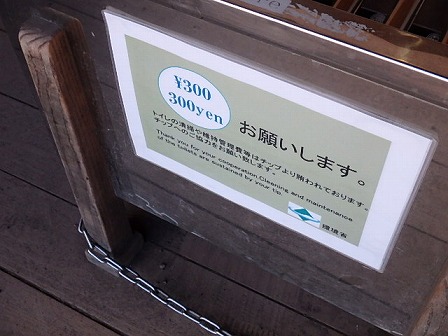 ¥300
300yen
お願いします。
トイレの清掃や維持管理費等はチップより賄われております。
チップへのご協力をお願い致します。
Thank you for your cooperation Cleaning and maintenance
of the toilets are sustained by your tip.
環境省